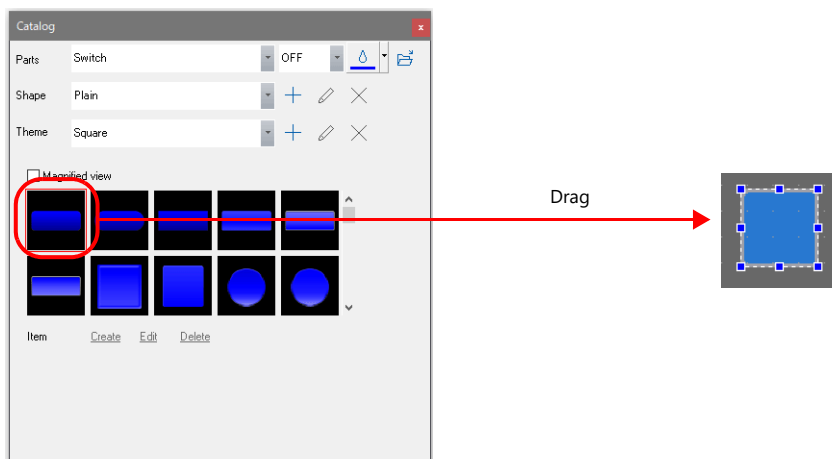 Catalog
Parts Switch OFF
Shape Plain
Theme Square
Magnified view
Drag
Item Create Edit Delete